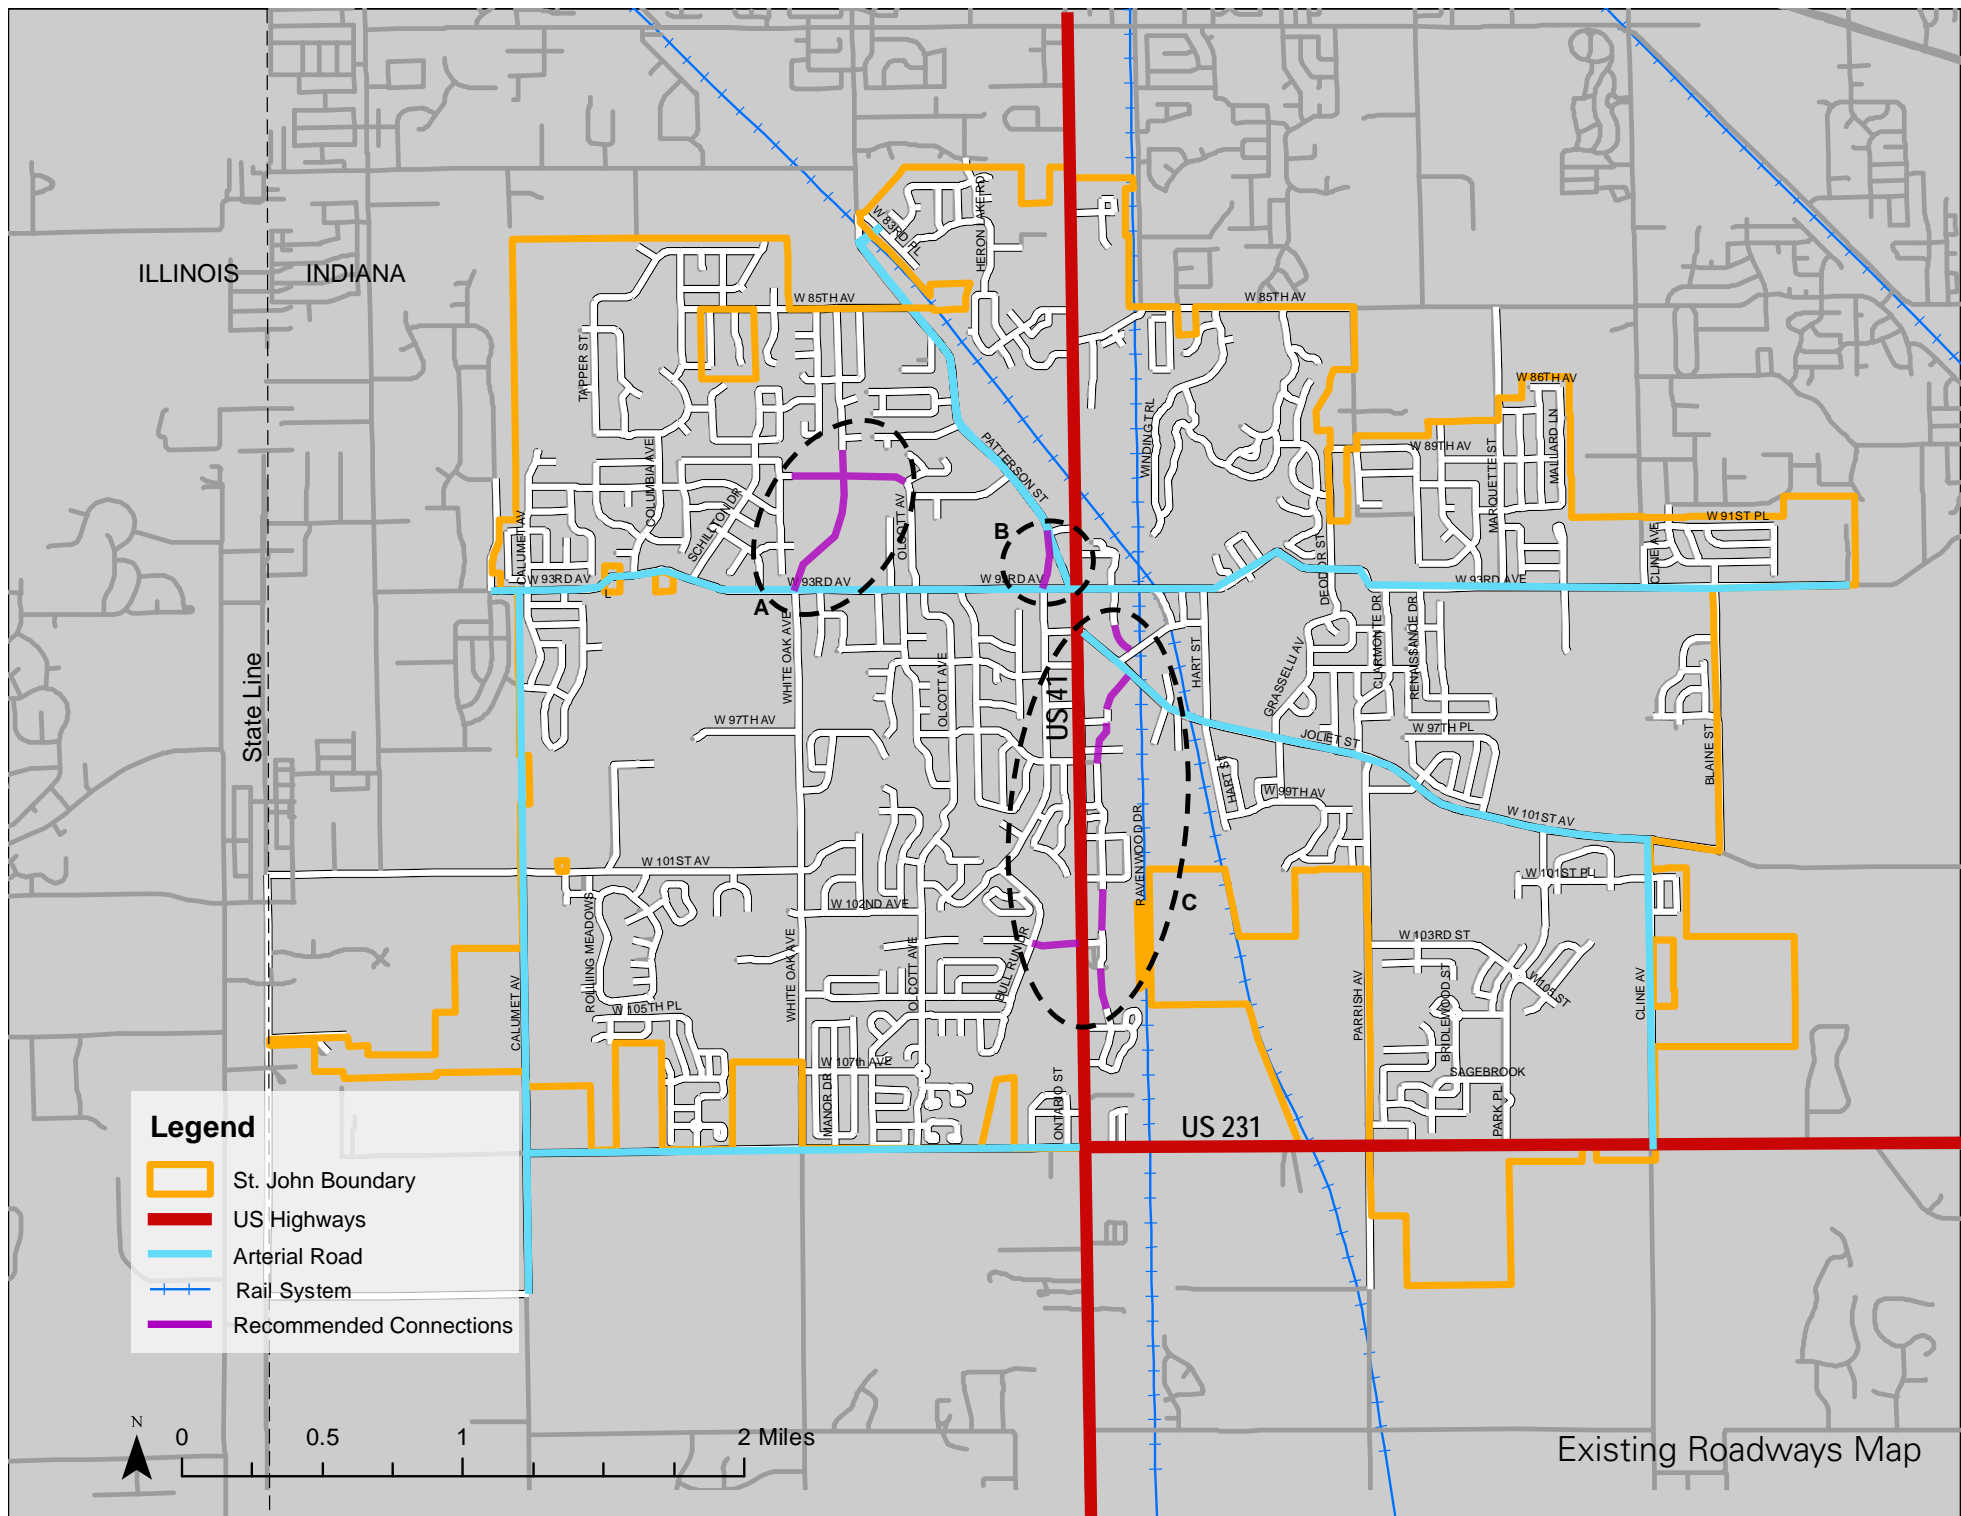 ILLINOIS
INDIANA
State Line
W 83RD PL
HERON LAKE RD
W 85TH AV
W 85TH AV
TAPPER ST
W 86TH AV
WINDING TRL
MALLARD LN
W 89TH AV
MARQUETTE ST
COLUMBIA AVE
SCHILLTON DR
PATTERSON ST
OLCOTT AV
CALUMET AV
W 91ST PL
CLINE AVE
DEODOR ST
A
B
C
W 93RD AV
W 93RD AV
W 93RD AV
W 93RD AVE
WHITE OAK AVE
OLCOTT AVE
US 41
HART ST
GRASSELLI AV
CLARMONTE DR
RENAISSANCE DR
W 97TH AV
W 97TH PL
JOLIET ST
BLAINE ST
HART ST
W 99TH AV
RAVENWOOD DR
W 101ST AV
W 101ST AV
W 101ST PL
ROLLING MEADOWS
W 102ND AVE
WHITE OAK AVE
OLCOTT AVE
BULL RUN DR
W 103RD ST
W 105 ST
W 105TH PL
CALUMET AV
PARRISH AV
BRIDLEWOOD ST
CLINE AV
W 107th AVE
MANOR DR
ONTARIO ST
SAGEBROOK
PARK PL
US 231
Legend
St. John Boundary
US Highways
Arterial Road
Rail System
Recommended Connections
N
0 0.5 1 2 Miles
Existing Roadways Map